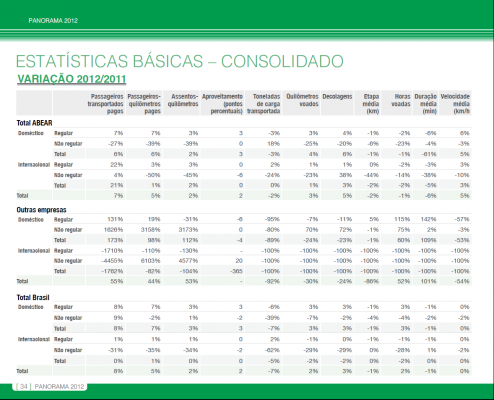 PANORAMA 2012
ESTATÍSTICAS BÁSICAS – CONSOLIDADO
VARIAÇÃO 2012/2011
Passageiros transportados pagos Passageiros-quilômetros pagos Assentos-quilômetros Aproveitamento (pontos percentuais) Toneladas de carga transportada Quilômetros voados Decolagens Etapa média (km) Horas voadas Duração média (min) Velocidade média (km/h
Total ABEAR
Doméstico Regular 7% 7% 3% 3 -3% 3% 4% -1% -2% -6% 6%
Não regular -27% -39% -39% 0 18% -25% -20% -6% -23% -4% -3%
Total 6% 6% 2% 3 -3% 4% 6% -1% -1% -61% 5%
Internacional Regular 22% 3% 3% 0 2% 1% 1% 0% -2% -3% 3%
Não regular 4% -50% -45% -6 -24% -23% 36% -44% -14% -36% -10%
Total 21% 1% 2% 0 0% 1% 3% -2% -2% -5% 3%
Total 7% 5% 2% 2 -2% 3% 5% -2% -1% -6% 5%
Outras empresas
Doméstico Regular 131% 19% -31% -6 -95% -7% -11% 5% 115% 142% -57%
Não regular 1626% 3158% 3173% 0 -80% 70% 72% -1% 75% 2% -3%
Total 173% 98% 112% -4 -89% -24% -23% -1% 60% 109% -53%
Internacional Regular -1710% -110% -130% - -100% -100% -100% -100% -100% -100% -100%
Não regular -4455% 6103% 4577% 20 -100% -100% -100% -100% -100% -100% -100%
Total -1762% -82% -104% -365 -100% -100% -100% -100% -100% -100% -100%
Total 55% 44% 53% - -92% -30% -24% -86% 52% 101% -54%
Total Brasil
Doméstico Regular 8% 7% 3% 3 -6% 3% 3% -1% 3% -1% 0%
Não regular 9% -2% 1% -2 -39% -7% -2% -4% -4% -2% -2%
Total 8% 7% 3% 3 -7% 3% 3% -1% 3% -1% 0%
Internacional Regular 1% 1% 1% 0 2% -1% 0% -1% -1% -1% 0%
Não regular -31% -35% -34% -2 -62% -29% -29% 0% -28% 1% -2%
Total 0% 1% 0% 0 -5% -2% -2% 0% -2% 0% 0%
Total 8% 5% 2% 2 -7% 2% 3% -1% 2% -1% 0%
[ 34 ] PANORAMA 2012